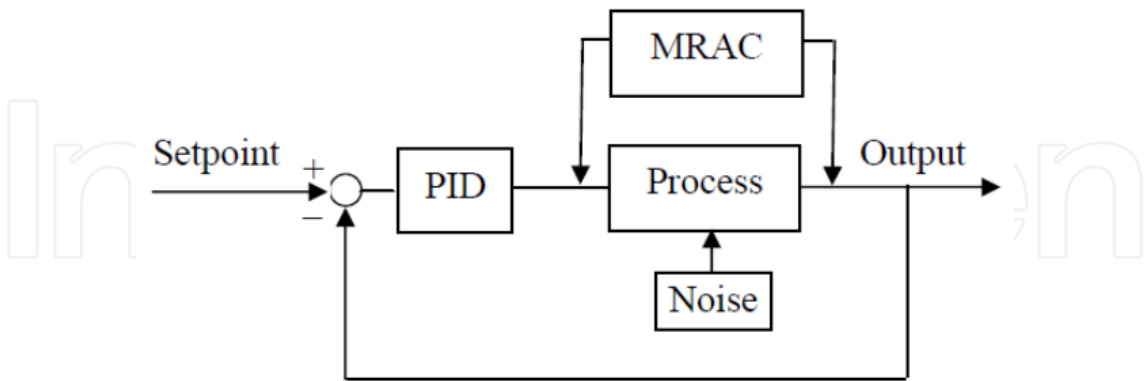 MRAC
Setpoint
+
PID
Process
Output
−
Noise